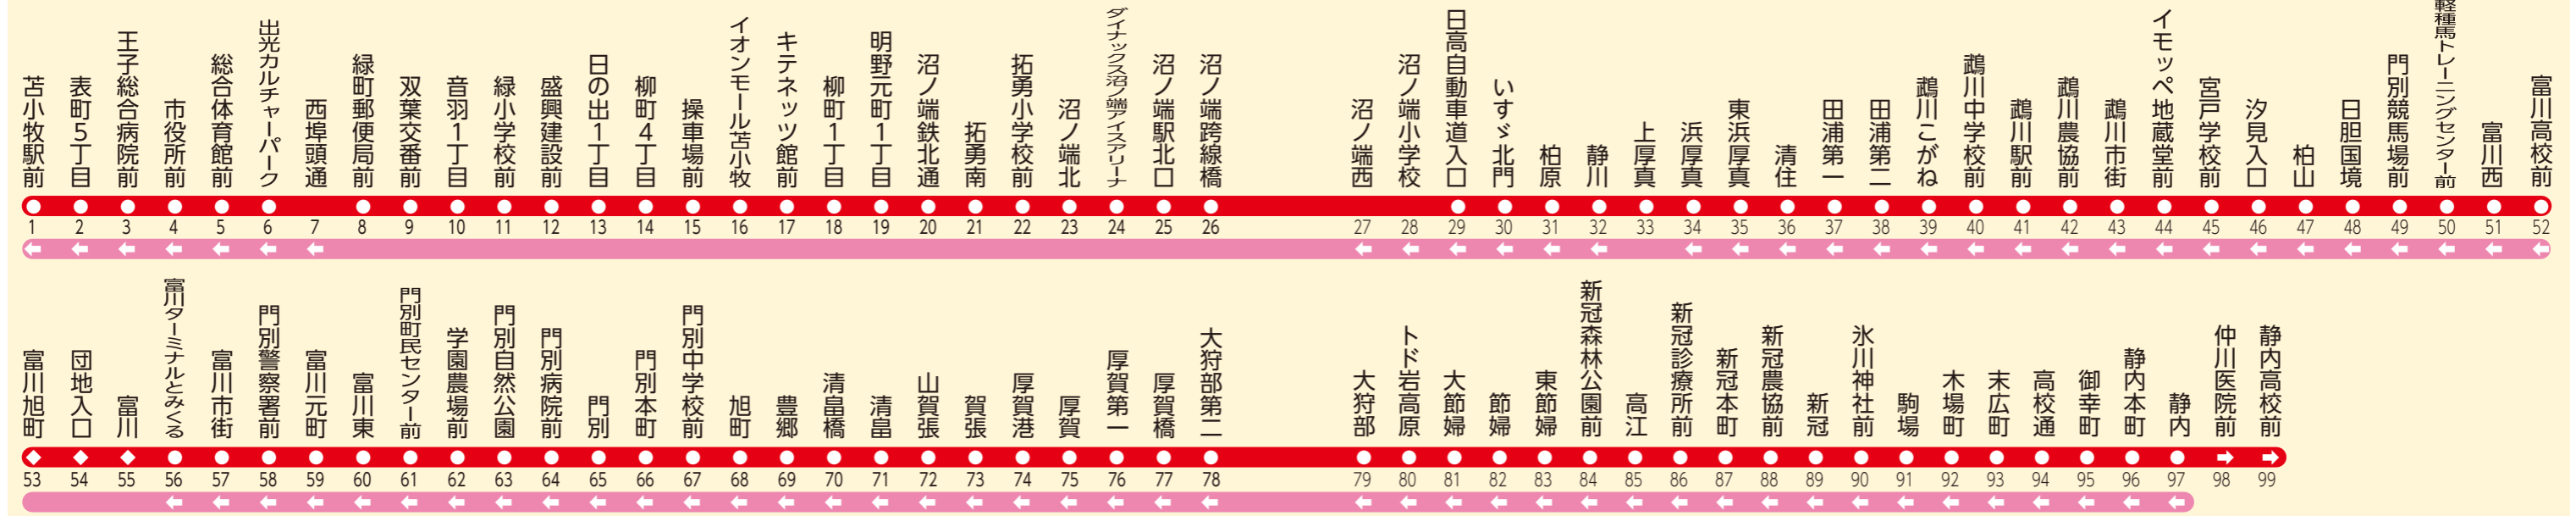 苫小牧駅前
表町5丁目
王子総合病院前
市役所前
総合体育館前
出光カルチャーパーク
西埠頭通
緑町郵便局前
双葉交番前
音羽1丁目
緑小学校前
盛興建設前
日の出1丁目
柳町4丁目
操車場前
イオンモール苫小牧
キテネッツ館前
柳町1丁目
明野元町1丁目
沼ノ端鉄北通
拓勇南
拓勇小学校前
沼ノ端北
ダイナックス沼ノ端アイスアリーナ
沼ノ端駅北口
沼ノ端跨線橋
沼ノ端西
沼ノ端小学校
日高自動車道入口
いすゞ北門
柏原
静川
上厚真
浜厚真
東浜厚真
清住
田浦第一
田浦第二
鵡川こがね
鵡川中学校前
鵡川駅前
鵡川農協前
鵡川市街
イモッペ地蔵堂前
宮戸学校前
汐見入口
柏山
日胆国境
門別競馬場前
軽種馬トレーニングセンター前
富川西
富川高校前
1 2 3 4 5 6 7 8 9 10 11 12 13 14 15 16 17 18 19 20 21 22 23 24 25 26 27 28 29 30 31 32 33 34 35 36 37 38 39 40 41 42 43 44 45 46 47 48 49 50 51 52
富川旭町
団地入口
富川
富川ターミナルとみくる
富川市街
門別警察署前
富川元町
富川東
門別町民センター前
学園農場前
門別自然公園
門別病院前
門別
門別本町
門別中学校前
旭町
豊郷
清畠橋
清畠
山賀張
賀張
厚賀港
厚賀
厚賀第一
厚賀橋
大狩部第二
大狩部
トド岩高原
大節婦
節婦
東節婦
新冠森林公園前
高江
新冠診療所前
新冠本町
新冠農協前
新冠
氷川神社前
駒場
木場町
末広町
高校通
御幸町
静内本町
静内
仲川医院前
静内高校前
53 54 55 56 57 58 59 60 61 62 63 64 65 66 67 68 69 70 71 72 73 74 75 76 77 78 79 80 81 82 83 84 85 86 87 88 89 90 91 92 93 94 95 96 97 98 99